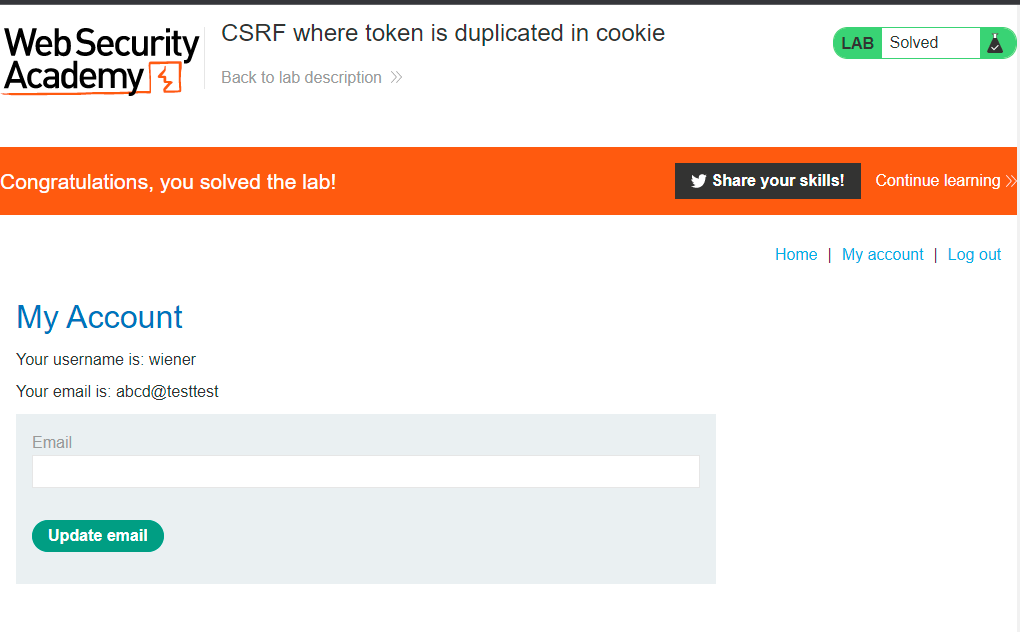 Web Security
Academy
CSRF where token is duplicated in cookie
Back to lab description
LAB Solved
Congratulations, you solved the lab!
Share your skills!
Continue learning
Home | My account | Log out
My Account
Your username is: wiener
Your email is: abcd@testtest
Email
Update email